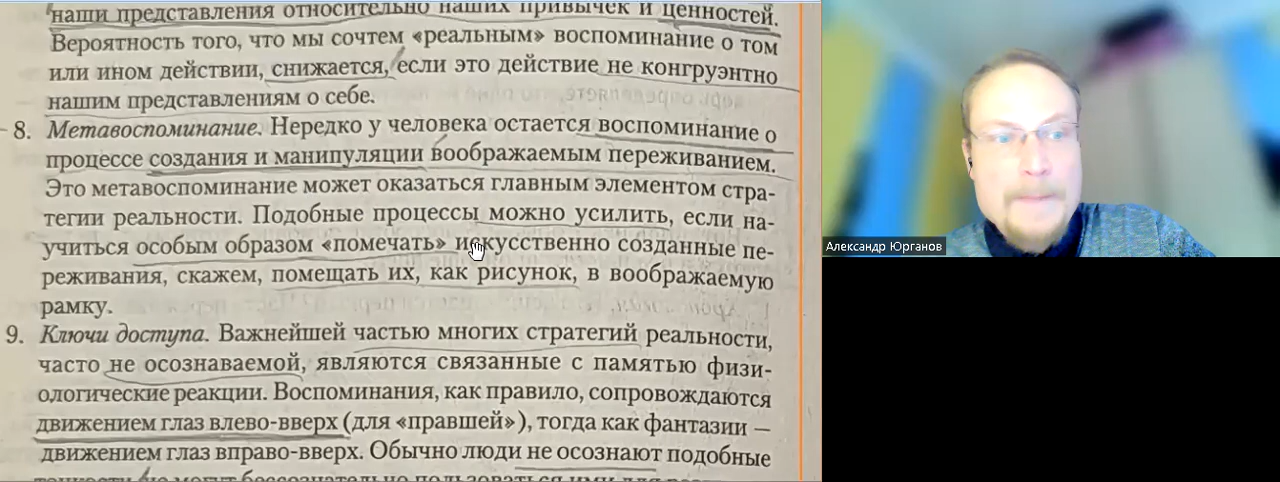 наши представления относительно наших привычек и ценностей.
Вероятность того, что мы сочтем «реальным» воспоминание о том
или ином действии, снижается, если это действие не конгруэнтно
нашим представлениям о себе.
8. Метавоспоминание. Нередко у человека остается воспоминание о
процессе создания и манипуляции воображаемым переживанием.
Это метавоспоминание может оказаться главным элементом стра-
тегии реальности. Подобные процессы можно усилить, если на-
учиться особым образом «помечать» искусственно созданные пе-
реживания, скажем, помещать их, как рисунок, в воображаемую
рамку.
9. Ключи доступа. Важнейшей частью многих стратегий реальности,
часто не осознаваемой, являются связанные с памятью физи-
ологические реакции. Воспоминания, как правило, сопровождаются
движением глаз влево-вверх (для «правшей»), тогда как фантазии —
движением глаз вправо-вверх. Обычно люди не осознают подобные
Александр Юрганов